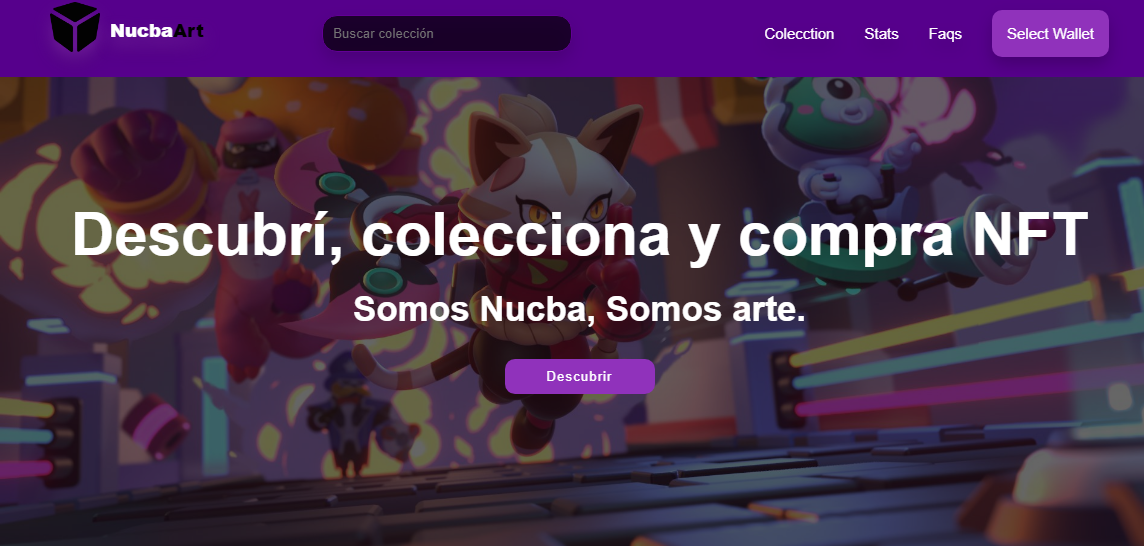 NucbaArt
Buscar colección
Colecction
Stats
Faqs
Select Wallet
Descubrí, colecciona y compra NFT
Somos Nucba, Somos arte.
Descubrir